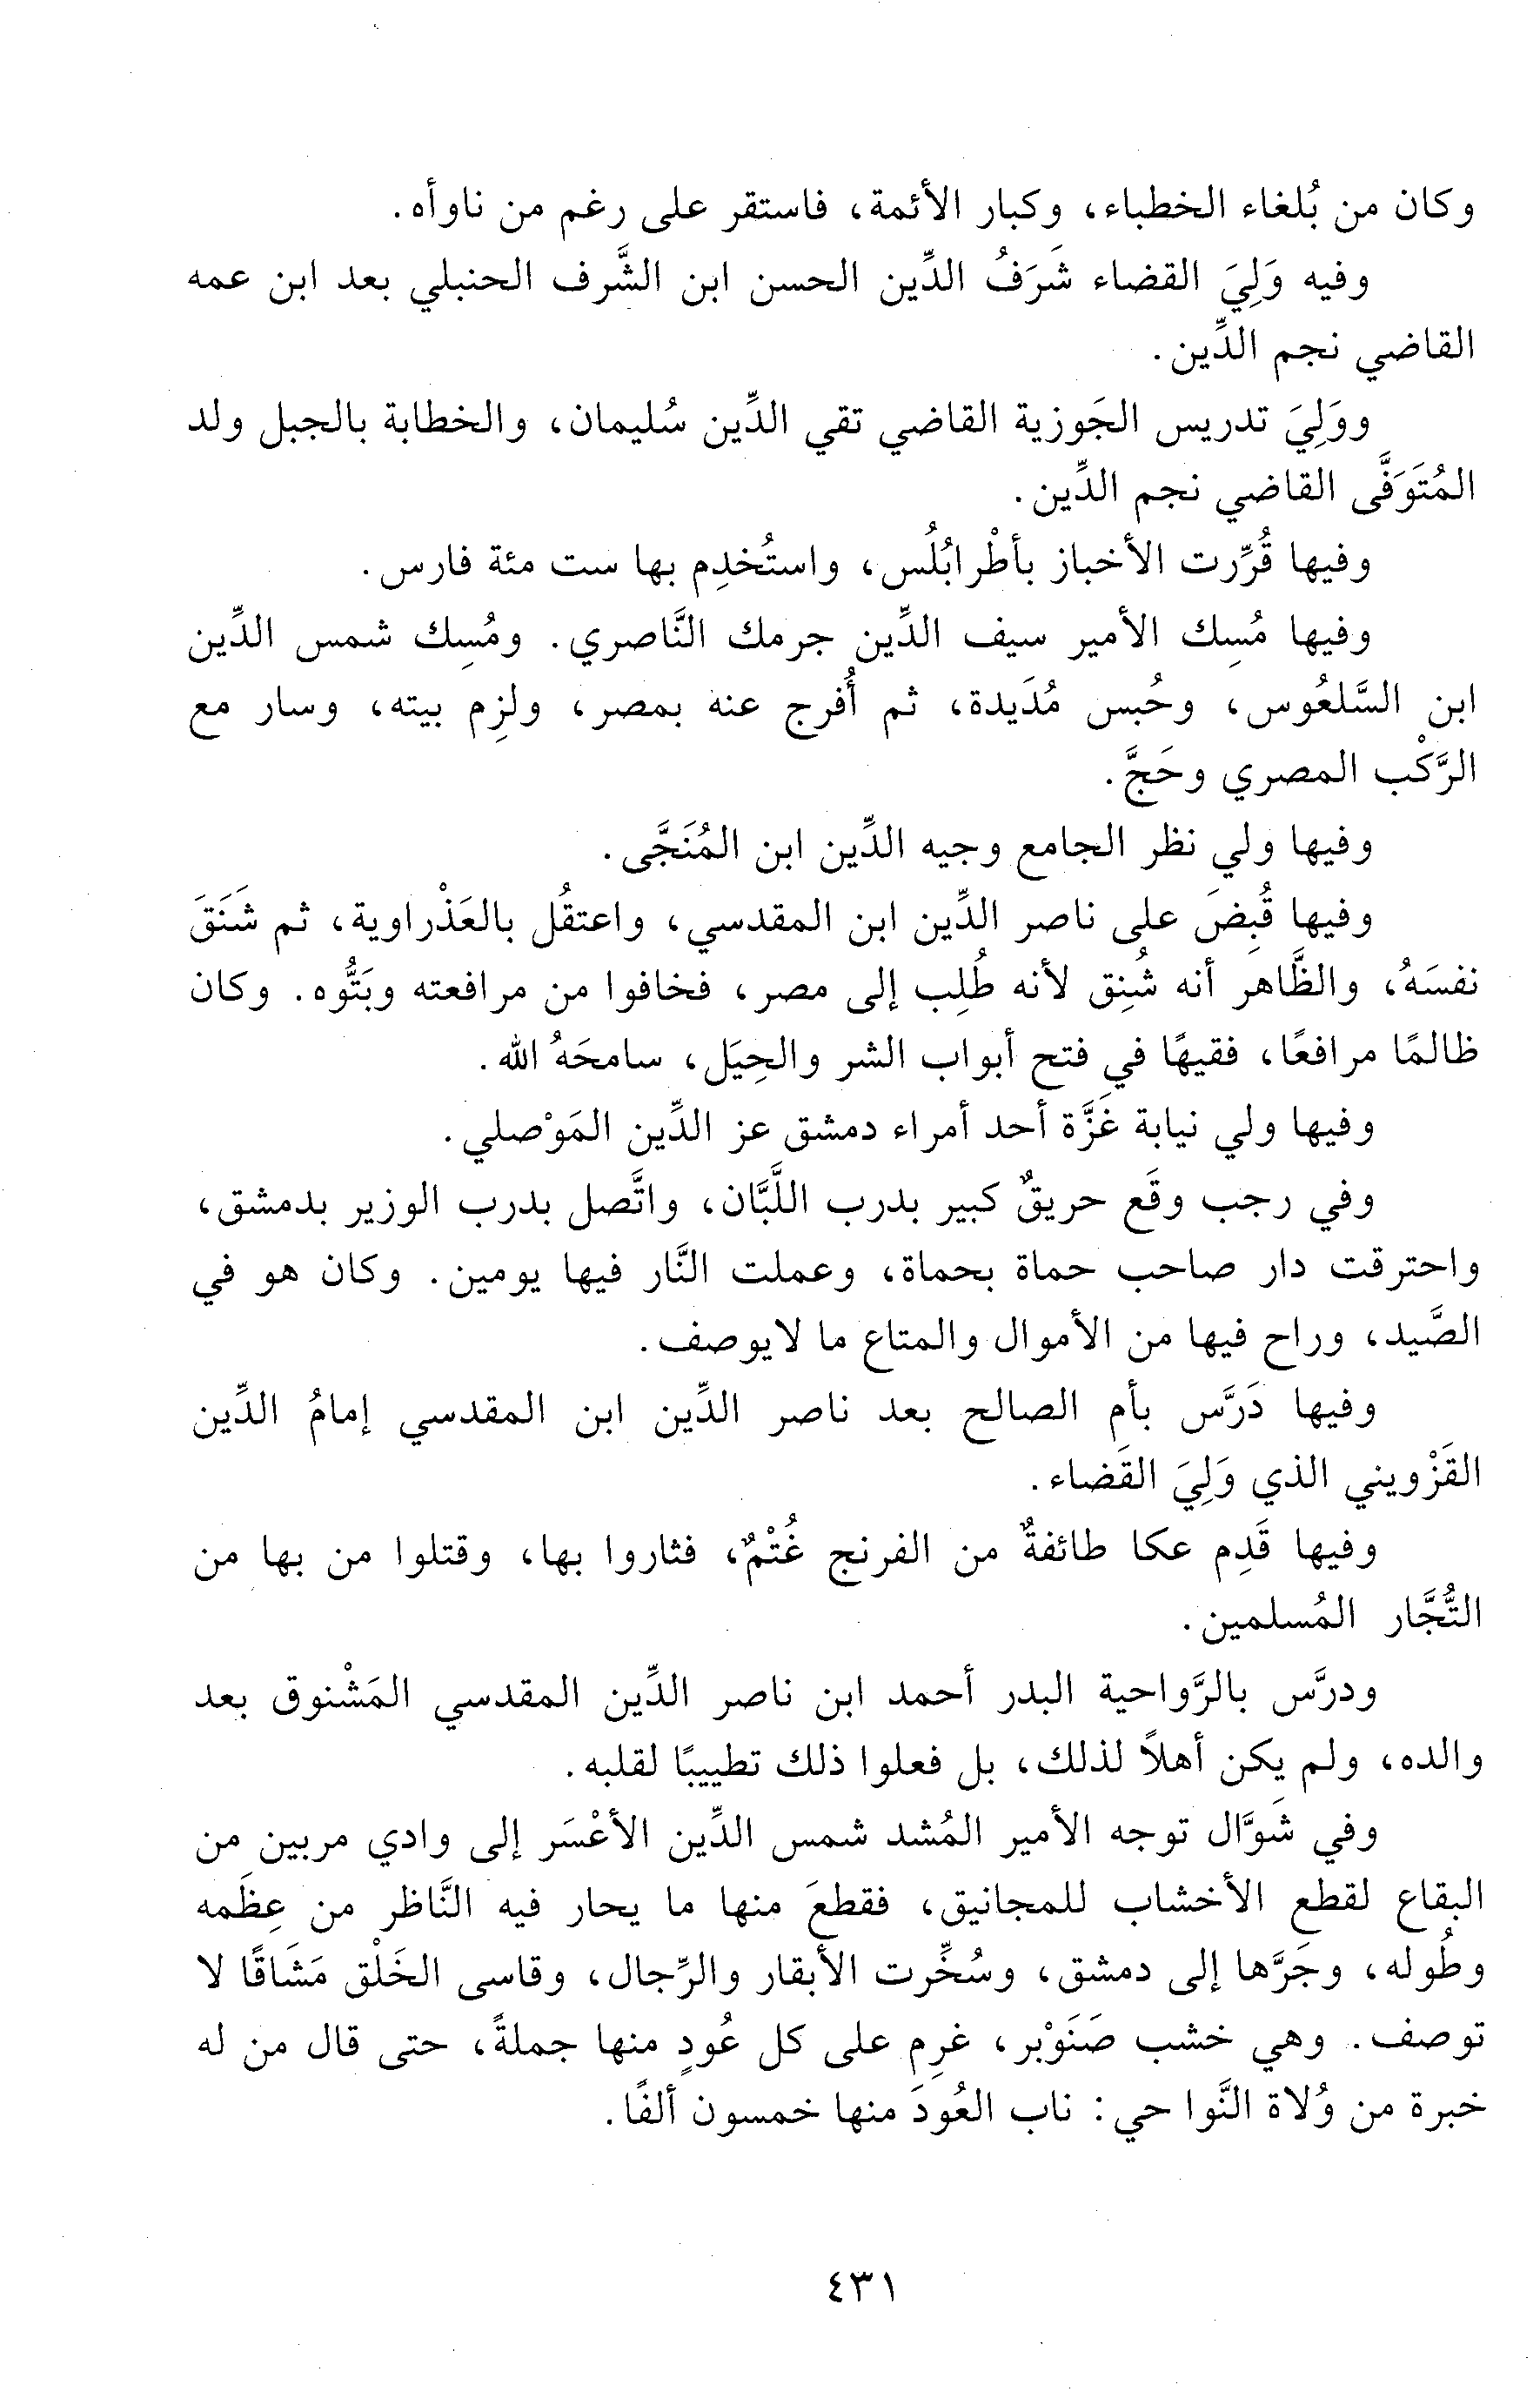 وكان من بُلغاء الخطباء، وكبار الأئمة، فاستقر على رغم من ناوأه.
وفيه وَلِيَ القضاء شَرَفُ الدِّين الحسن ابن الشَّرف الحنبلي بعد ابن عمه
القاضي نجم الدِّين.
ووَلِيَ تدريس الجَوزية القاضي تقي الدِّين سُليمان، والخطابة بالجبل ولد
المُتَوَفَّى القاضي نجم الدِّين.
وفيها قُرِّرت الأخباز بأطْرابُلُس، واستُخدِم بها ست مئة فارس.
وفيها مُسِك الأمير سيف الدِّين جرمك النَّاصري. ومُسِك شمس الدِّين
ابن السَّلعُوس، وحُبس مُدَيدة، ثم أُفرج عنه بمصر، ولزِم بيته، وسار مع
الرَّكْب المصري وحَجَّ.
وفيها ولي نظر الجامع وجيه الدِّين ابن المُنَجَّى.
وفيها قُبِضَ على ناصر الدِّين ابن المقدسي، واعتقُل بالعَذْراوية، ثم شَنَقَ
نفسَهُ، والظَّاهر أنه شُنِق لأنه طُلِب إلى مصر، فخافوا من مرافعته وبَتُّوه. وكان
ظالمًا مرافعًا، فقيهًا في فتح أبواب الشر والحِيَل، سامحَهُ الله.
وفيها ولي نيابة غَزَّة أحد أمراء دمشق عز الدِّين المَوْصلي.
وفي رجب وقَع حريقٌ كبير بدرب اللَّبَّان، واتَّصل بدرب الوزير بدمشق،
واحترقت دار صاحب حماة بحماة، وعملت النَّار فيها يومين. وكان هو في
الصَّيد، وراح فيها من الأموال والمتاع ما لايوصف.
وفيها دَرَّس بأم الصالح بعد ناصر الدِّين ابن المقدسي إمامُ الدِّين
القَزْويني الذي وَلِيَ القَضاء.
وفيها قَدِم عكا طائفةٌ من الفرنج غُتْمٌ، فثاروا بها، وقتلوا من بها من
التُّجَّار المُسلمين.
ودرَّس بالرَّواحية البدر أحمد ابن ناصر الدِّين المقدسي المَشْنوق بعد
والده، ولم يكن أهلاً لذلك، بل فعلوا ذلك تطييبًا لقلبه.
وفي شَوَّال توجه الأمير المُشد شمس الدِّين الأعْسَر إلى وادي مربين من
البقاع لقطع الأخشاب للمجانيق، فقطعَ منها ما يحار فيه النَّاظر من عِظَمه
وطُوله، وجَرَّها إلى دمشق، وسُخِّرت الأبقار والرِّجال، وقاسى الخَلْق مَشَاقًا لا
توصف. وهي خشب صَنَوْبر، غرِم على كل عُودٍ منها جملةً، حتى قال من له
خبرة من وُلاة النَّواحي: ناب العُودَ منها خمسون ألفًا.
٤٣١